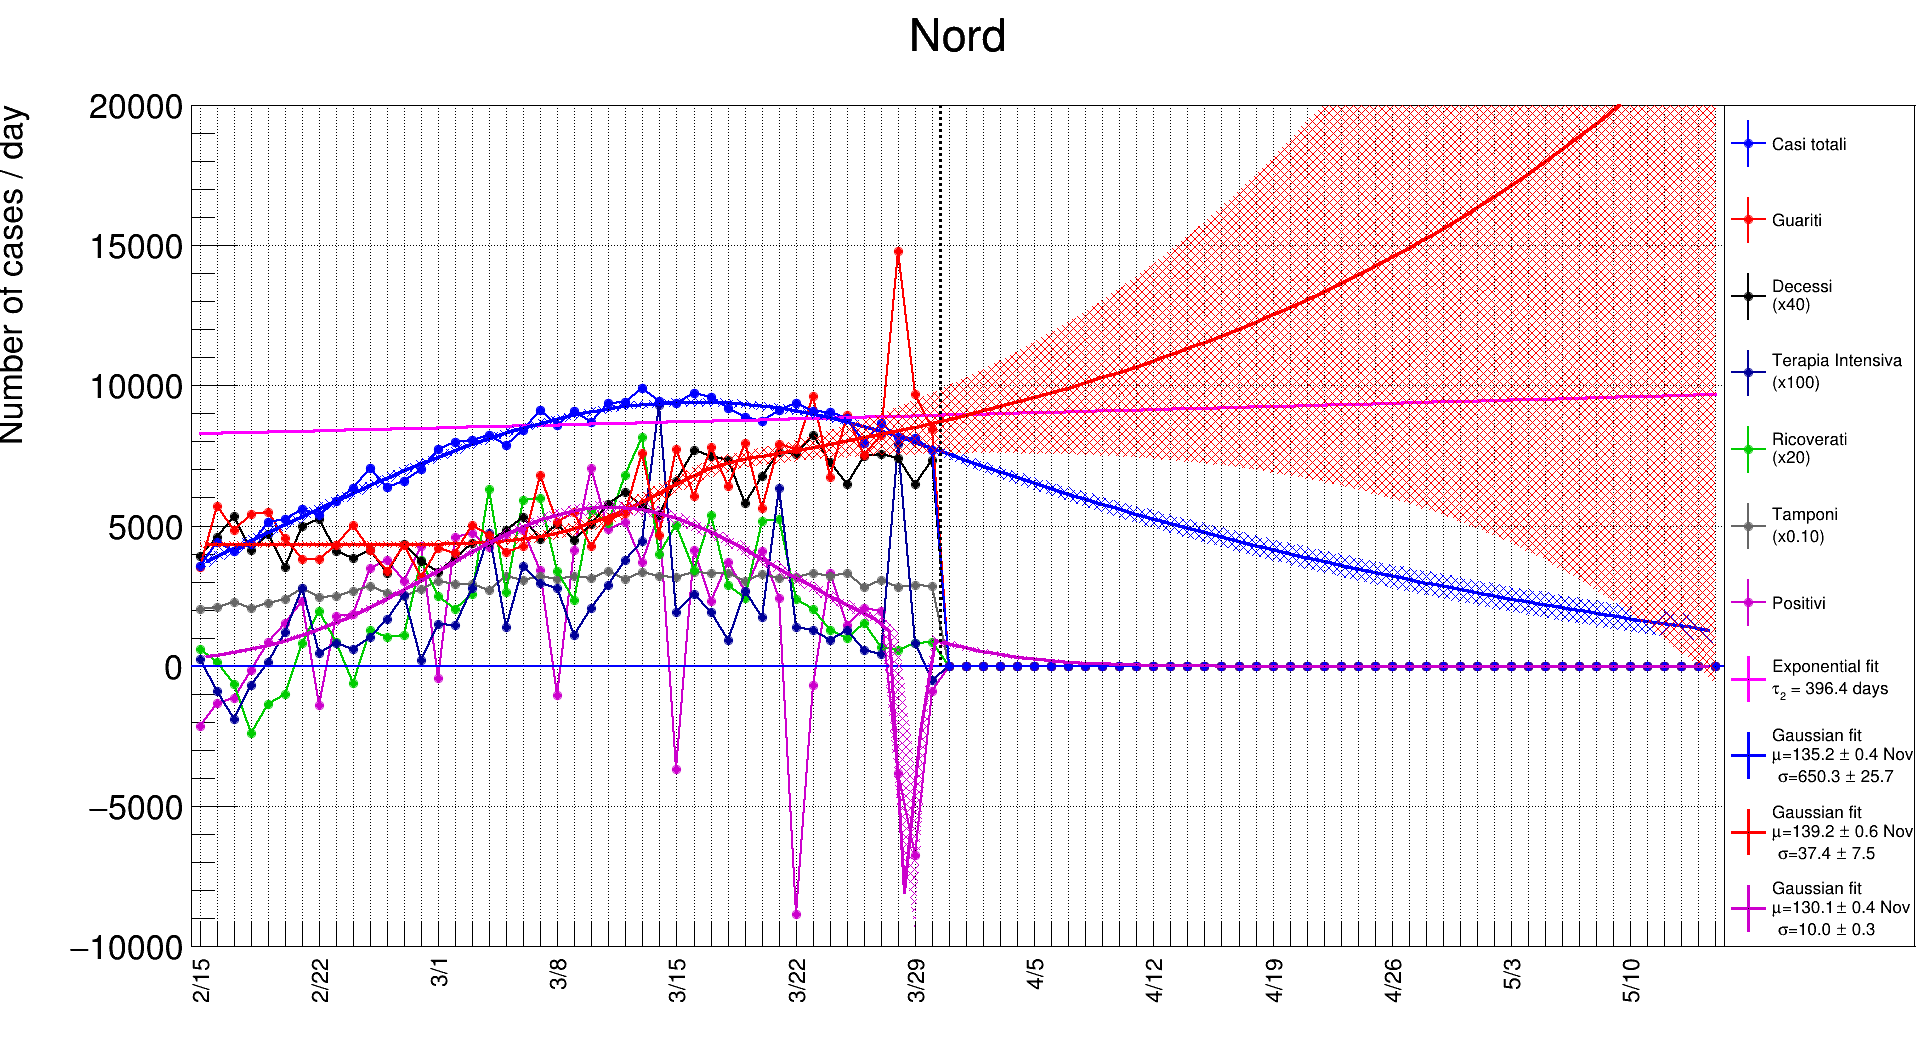 Nord
Number of cases / day
20000
15000
10000
5000
0
−5000
−10000
2/15
2/22
3/1
3/8
3/15
3/22
3/29
4/5
4/12
4/19
4/26
5/3
5/10
Casi totali
Guariti
Decessi
(x40)
Terapia Intensiva
(x100)
Ricoverati
(x20)
Tamponi
(x0.10)
Positivi
Exponential fit
τ2 = 396.4 days
Gaussian fit
μ=135.2 ± 0.4 Nov
σ=650.3 ± 25.7
Gaussian fit
μ=139.2 ± 0.6 Nov
σ=37.4 ± 7.5
Gaussian fit
μ=130.1 ± 0.4 Nov
σ=10.0 ± 0.3